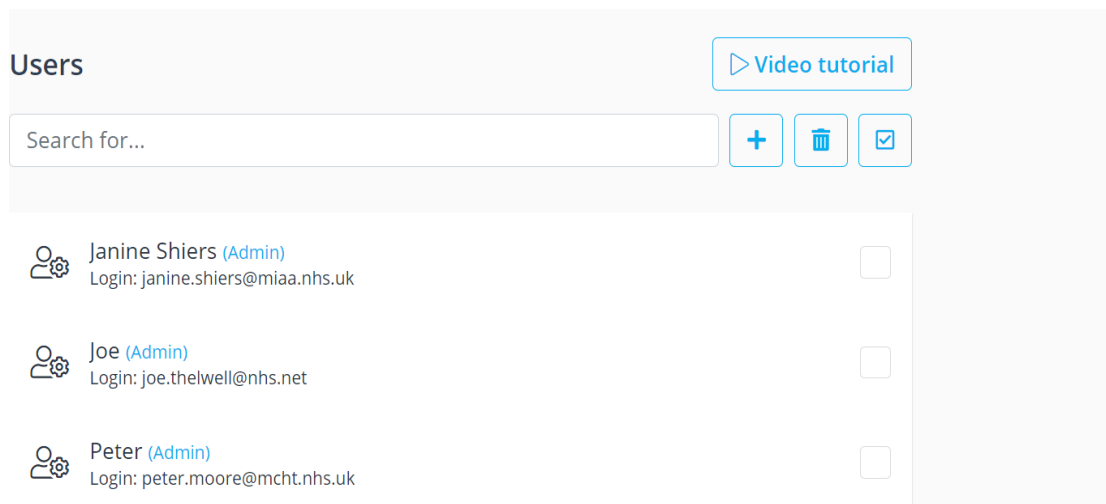 Users
Video tutorial
Search for...
Janine Shiers (Admin)
Login: janine.shiers@miaa.nhs.uk
Joe (Admin)
Login: joe.thelwell@nhs.net
Peter (Admin)
Login: peter.moore@mcht.nhs.uk